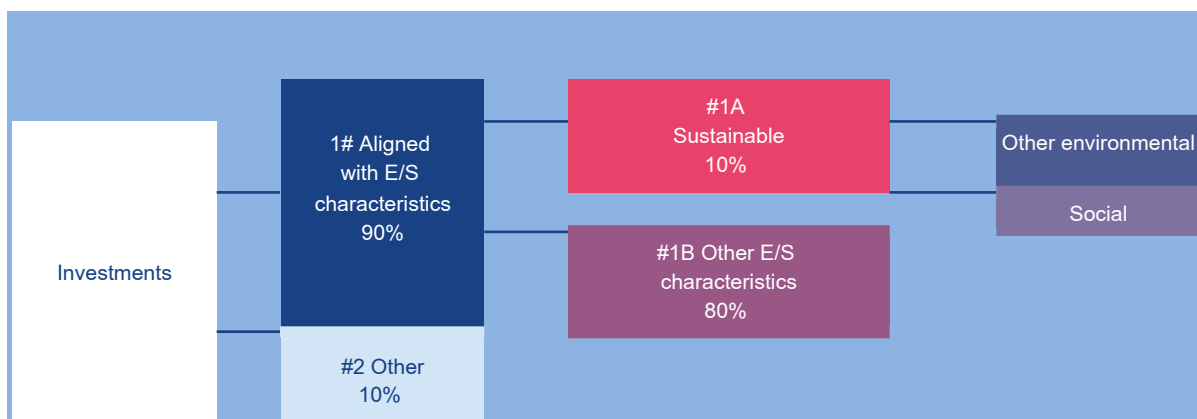 Investments
1# Aligned
with E/S
characteristics
90%
#2 Other
10%
#1A
Sustainable
10%
#1B Other E/S
characteristics
80%
Other environmental
Social